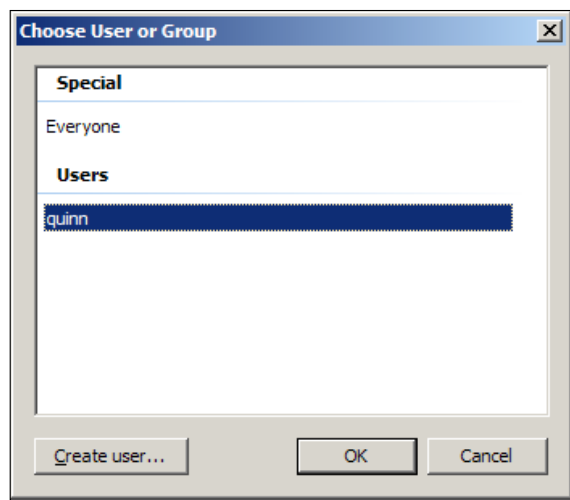 Choose User or Group
Special
Everyone
Users
quinn
Create user...
OK
Cancel